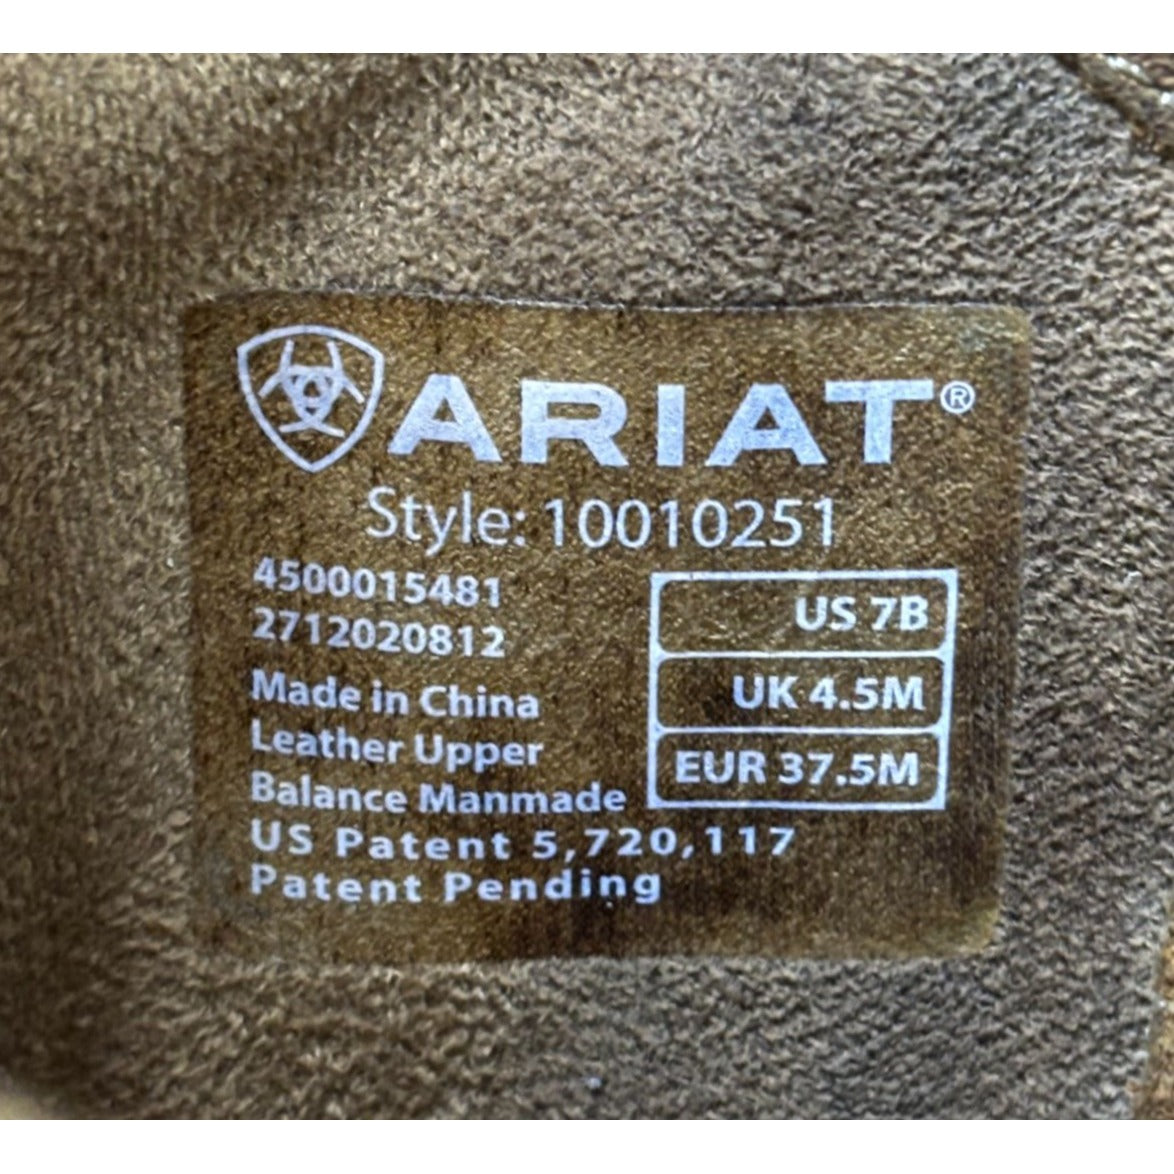 ARIAT®
Style: 10010251
4500015481
2712020812
Made in China
Leather Upper
Balance Manmade
US Patent 5,720,117
Patent Pending
US 7B
UK 4.5M
EUR 37.5M